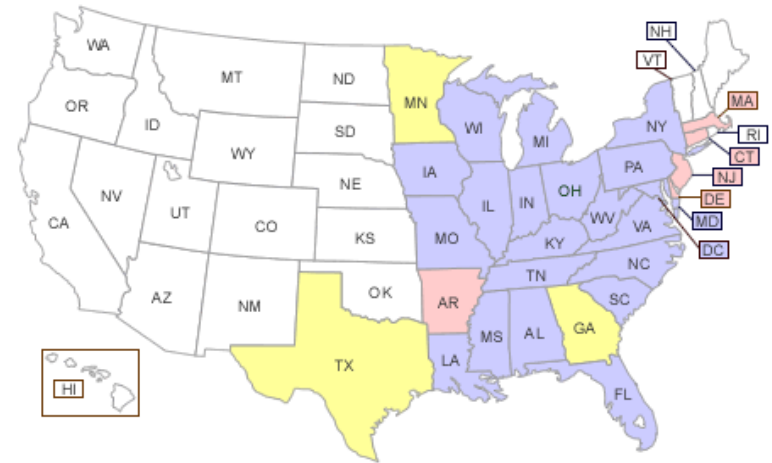 NH
WA
VT
MT
ND
MN
MA
OR
ID
SD
WI
MI
NY
RI
WY
CT
IA
PA
NJ
NE
NV
UT
IL
IN
OH
DE
CA
CO
KS
MO
WV
VA
MD
KY
DC
TN
NC
AZ
NM
OK
AR
SC
MS
AL
GA
TX
LA
HI
FL